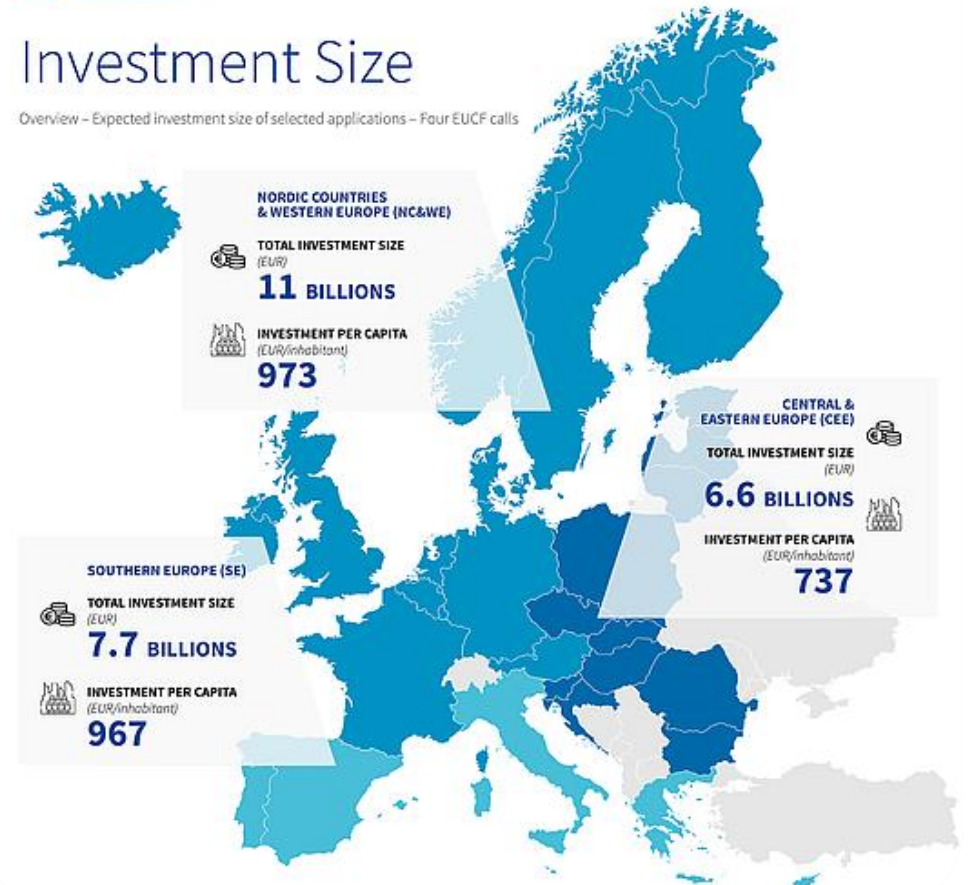 Investment Size
Overview – Expected investment size of selected applications – Four EUCF calls
NORDIC COUNTRIES
& WESTERN EUROPE (NC&WE)
TOTAL INVESTMENT SIZE
(EUR)
11 BILLIONS
INVESTMENT PER CAPITA
(EUR/inhabitant)
973
CENTRAL &
EASTERN EUROPE (CEE)
TOTAL INVESTMENT SIZE
(EUR)
6.6 BILLIONS
INVESTMENT PER CAPITA
(EUR/inhabitant)
737
SOUTHERN EUROPE (SE)
TOTAL INVESTMENT SIZE
(EUR)
7.7 BILLIONS
INVESTMENT PER CAPITA
(EUR/inhabitant)
967